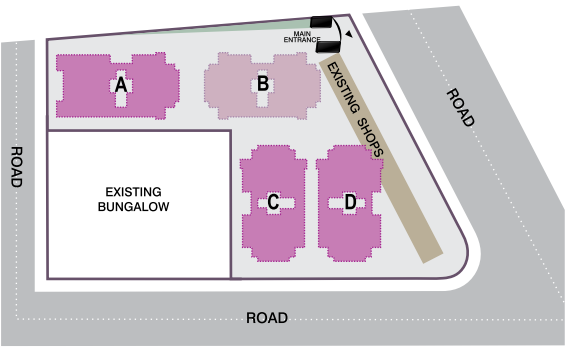 MAIN
ENTRANCE
A
B
EXISTING SHOPS
ROAD
ROAD
EXISTING
BUNGALOW
C
D
ROAD